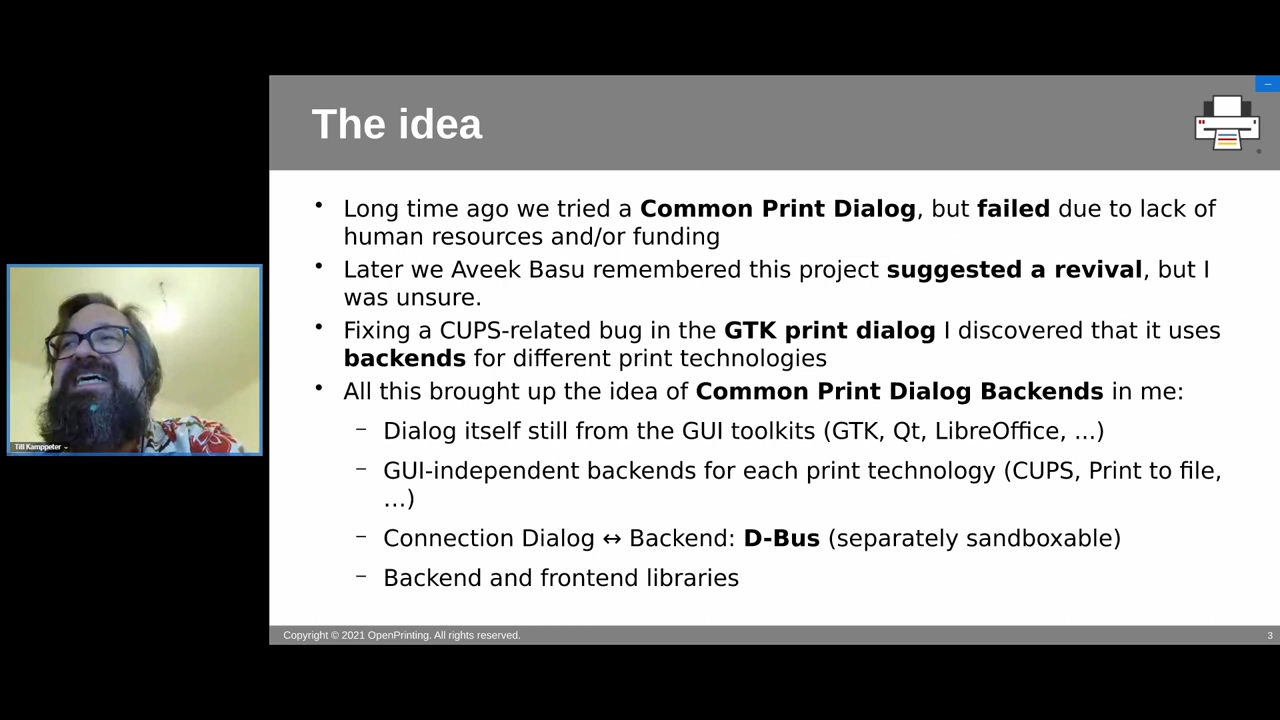 The idea
• Long time ago we tried a Common Print Dialog, but failed due to lack of
human resources and/or funding
• Later we Aveek Basu remembered this project suggested a revival, but I
was unsure.
• Fixing a CUPS-related bug in the GTK print dialog I discovered that it uses
backends for different print technologies
• All this brought up the idea of Common Print Dialog Backends in me:
– Dialog itself still from the GUI toolkits (GTK, Qt, LibreOffice, ...)
– GUI-independent backends for each print technology (CUPS, Print to file,
...)
– Connection Dialog ↔ Backend: D-Bus (separately sandboxable)
– Backend and frontend libraries
Till Kamppeter
Copyright © 2021 OpenPrinting. All rights reserved.
3